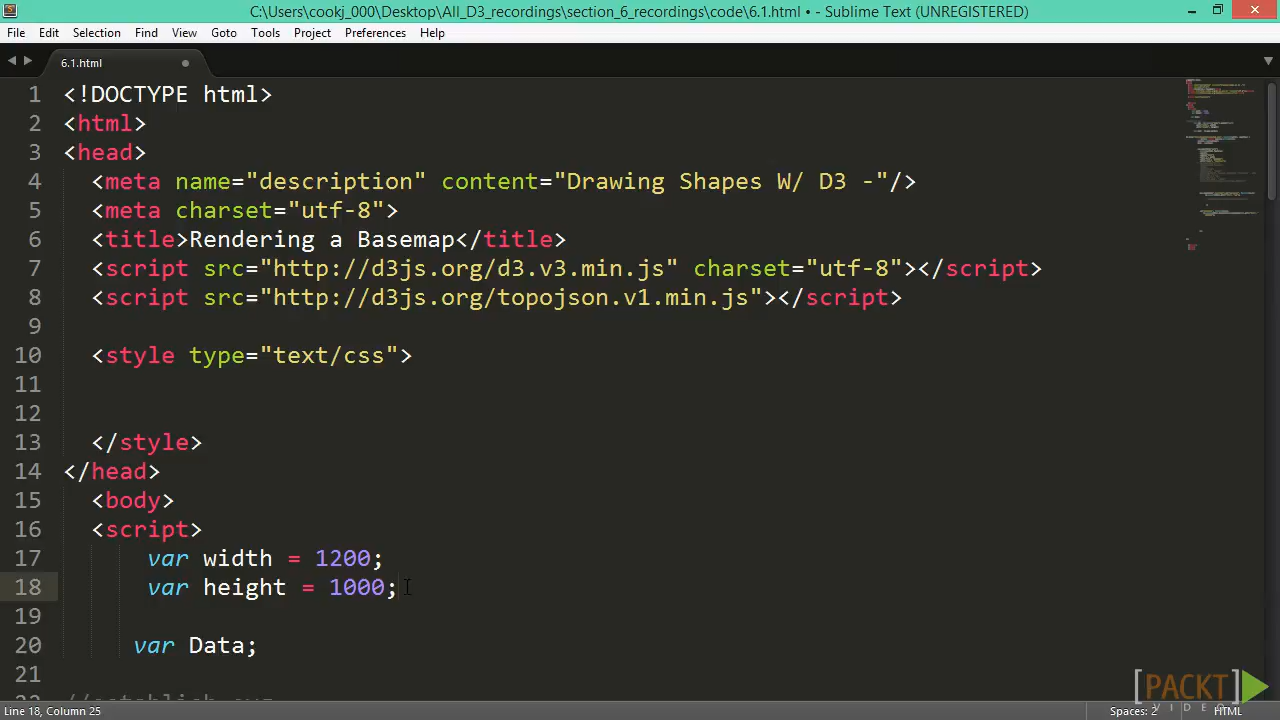 C:\Users\cookj_000\Desktop\All_D3_recordings\section_6_recordings\code\6.1.html • - Sublime Text (UNREGISTERED)
File Edit Selection Find View Goto Tools Project Preferences Help
6.1.html
1 <!DOCTYPE html>
2 <html>
3 <head>
4 <meta name="description" content="Drawing Shapes W/ D3 -"/>
5 <meta charset="utf-8">
6 <title>Rendering a Basemap</title>
7 <script src="http://d3js.org/d3.v3.min.js" charset="utf-8"></script>
8 <script src="http://d3js.org/topojson.v1.min.js"></script>
9
10 <style type="text/css">
11
12
13 </style>
14 </head>
15 <body>
16 <script>
17 var width = 1200;
18 var height = 1000;
19
20 var Data;
21
[PACKT]
VIDEO
Line 18, Column 25 Spaces: 2 HTML